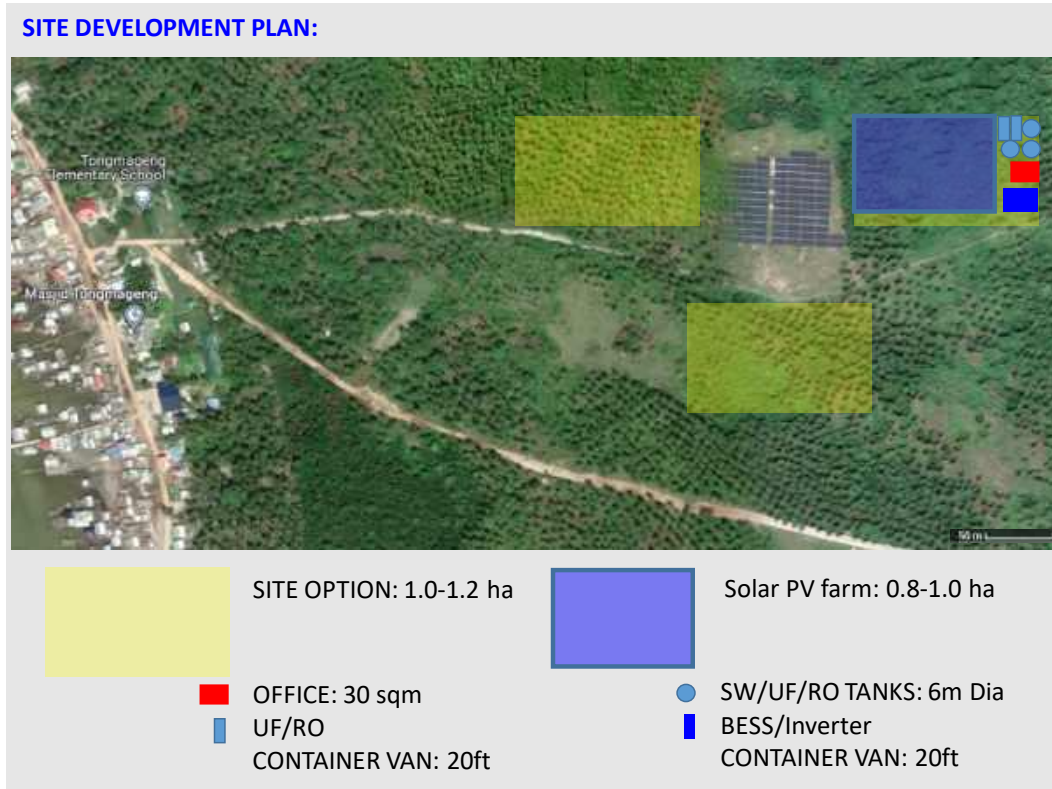 SITE DEVELOPMENT PLAN:
Tongmageng
Elementary School
Masjid Tongmageng
50 m
SITE OPTION: 1.0-1.2 ha
Solar PV farm: 0.8-1.0 ha
OFFICE: 30 sqm
SW/UF/RO TANKS: 6m Dia
UF/RO
CONTAINER VAN: 20ft
BESS/Inverter
CONTAINER VAN: 20ft